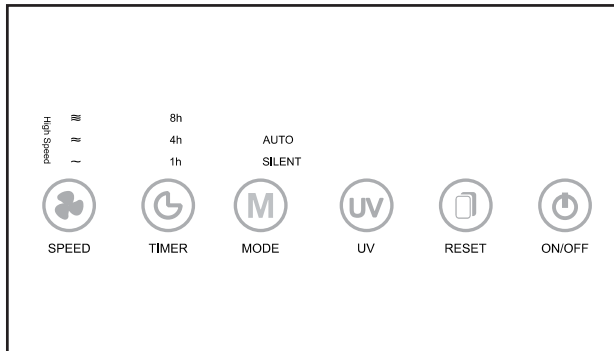 High Speed
≋ 8h
≈ 4h AUTO
~ 1h SILENT
M UV
SPEED TIMER MODE UV RESET ON/OFF